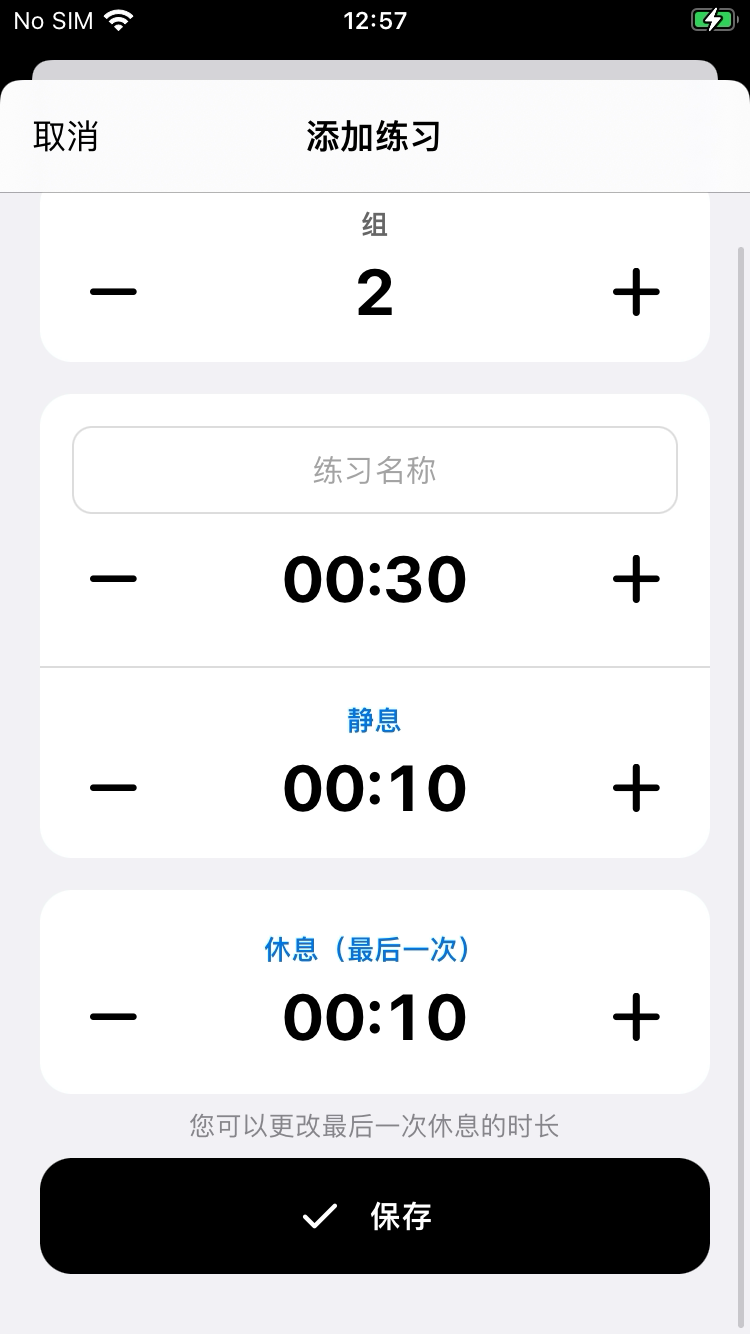 No SIM 12:57
取消 添加练习
组
2
练习名称
00:30
静息
00:10
休息（最后一次）
00:10
您可以更改最后一次休息的时长
保存